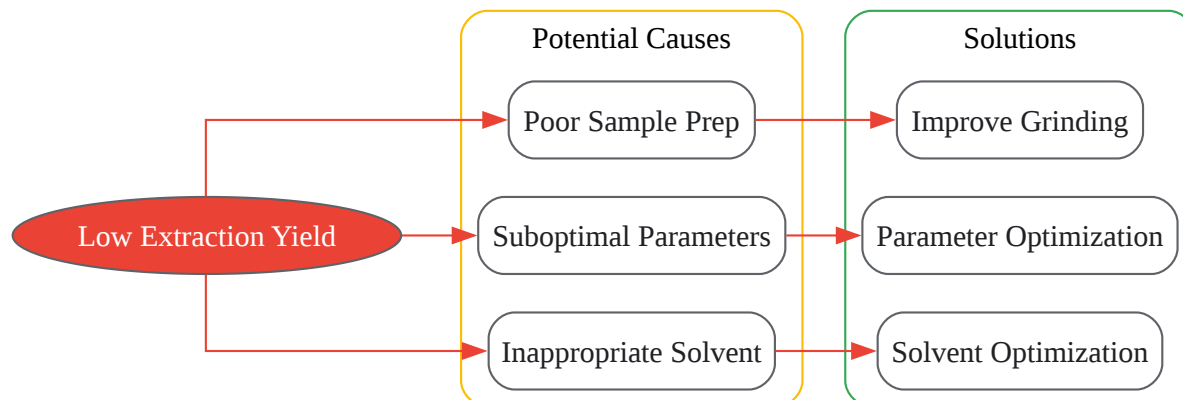 Potential Causes
Solutions
Poor Sample Prep
Improve Grinding
Low Extraction Yield
Suboptimal Parameters
Parameter Optimization
Inappropriate Solvent
Solvent Optimization